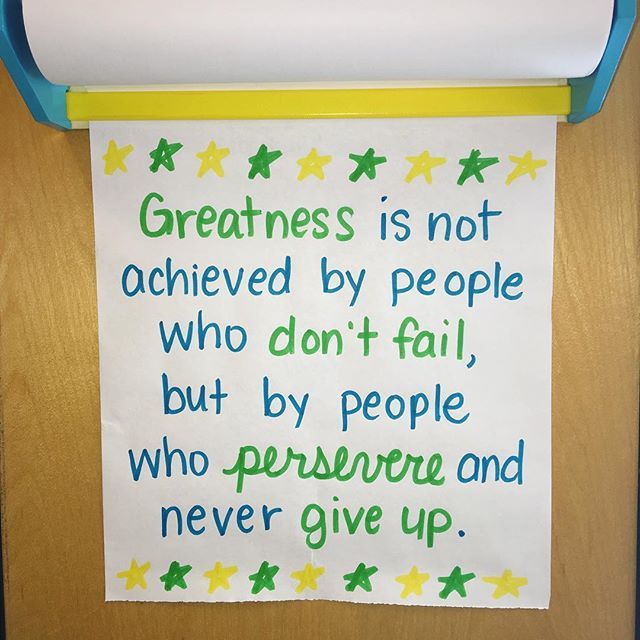 Greatness is not
achieved by people
who don't fail,
but by people
who persevere and
never give up.